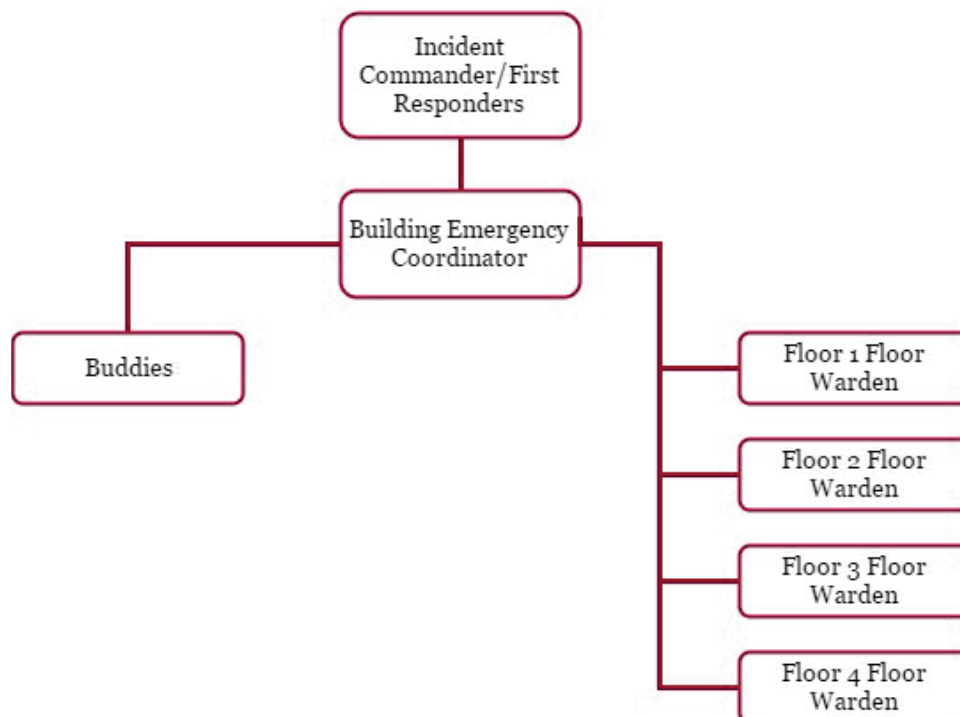 Incident
Commander/First
Responders
Building Emergency
Coordinator
Buddies
Floor 1 Floor
Warden
Floor 2 Floor
Warden
Floor 3 Floor
Warden
Floor 4 Floor
Warden